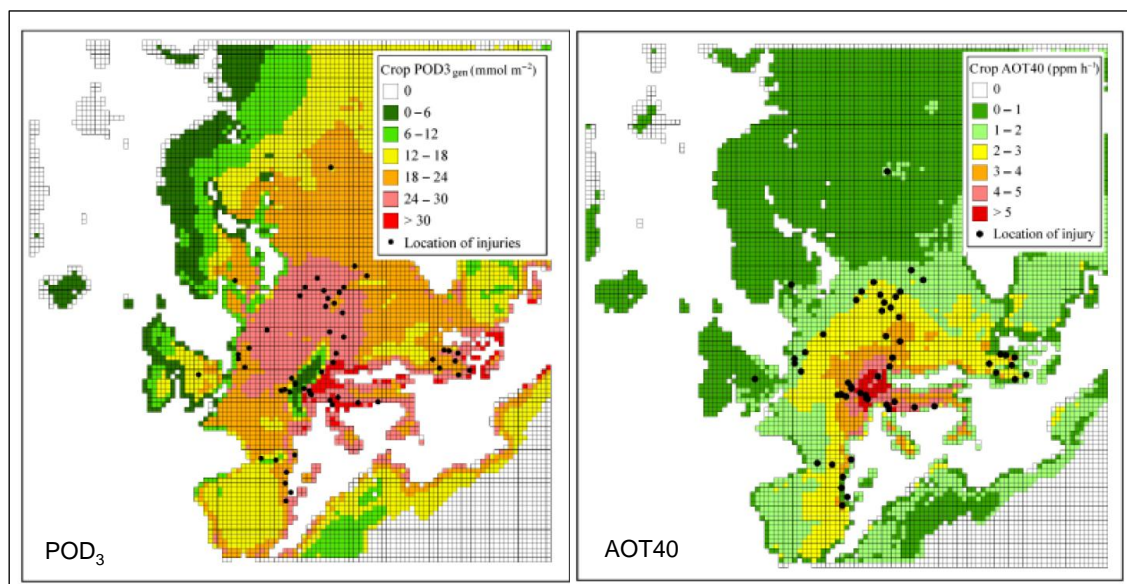 Crop POD3gen (mmol m⁻²)
0
0 – 6
6 – 12
12 – 18
18 – 24
24 – 30
> 30
Location of injuries
POD₃
Crop AOT40 (ppm h⁻¹)
0
0 – 1
1 – 2
2 – 3
3 – 4
4 – 5
> 5
Location of injury
AOT40